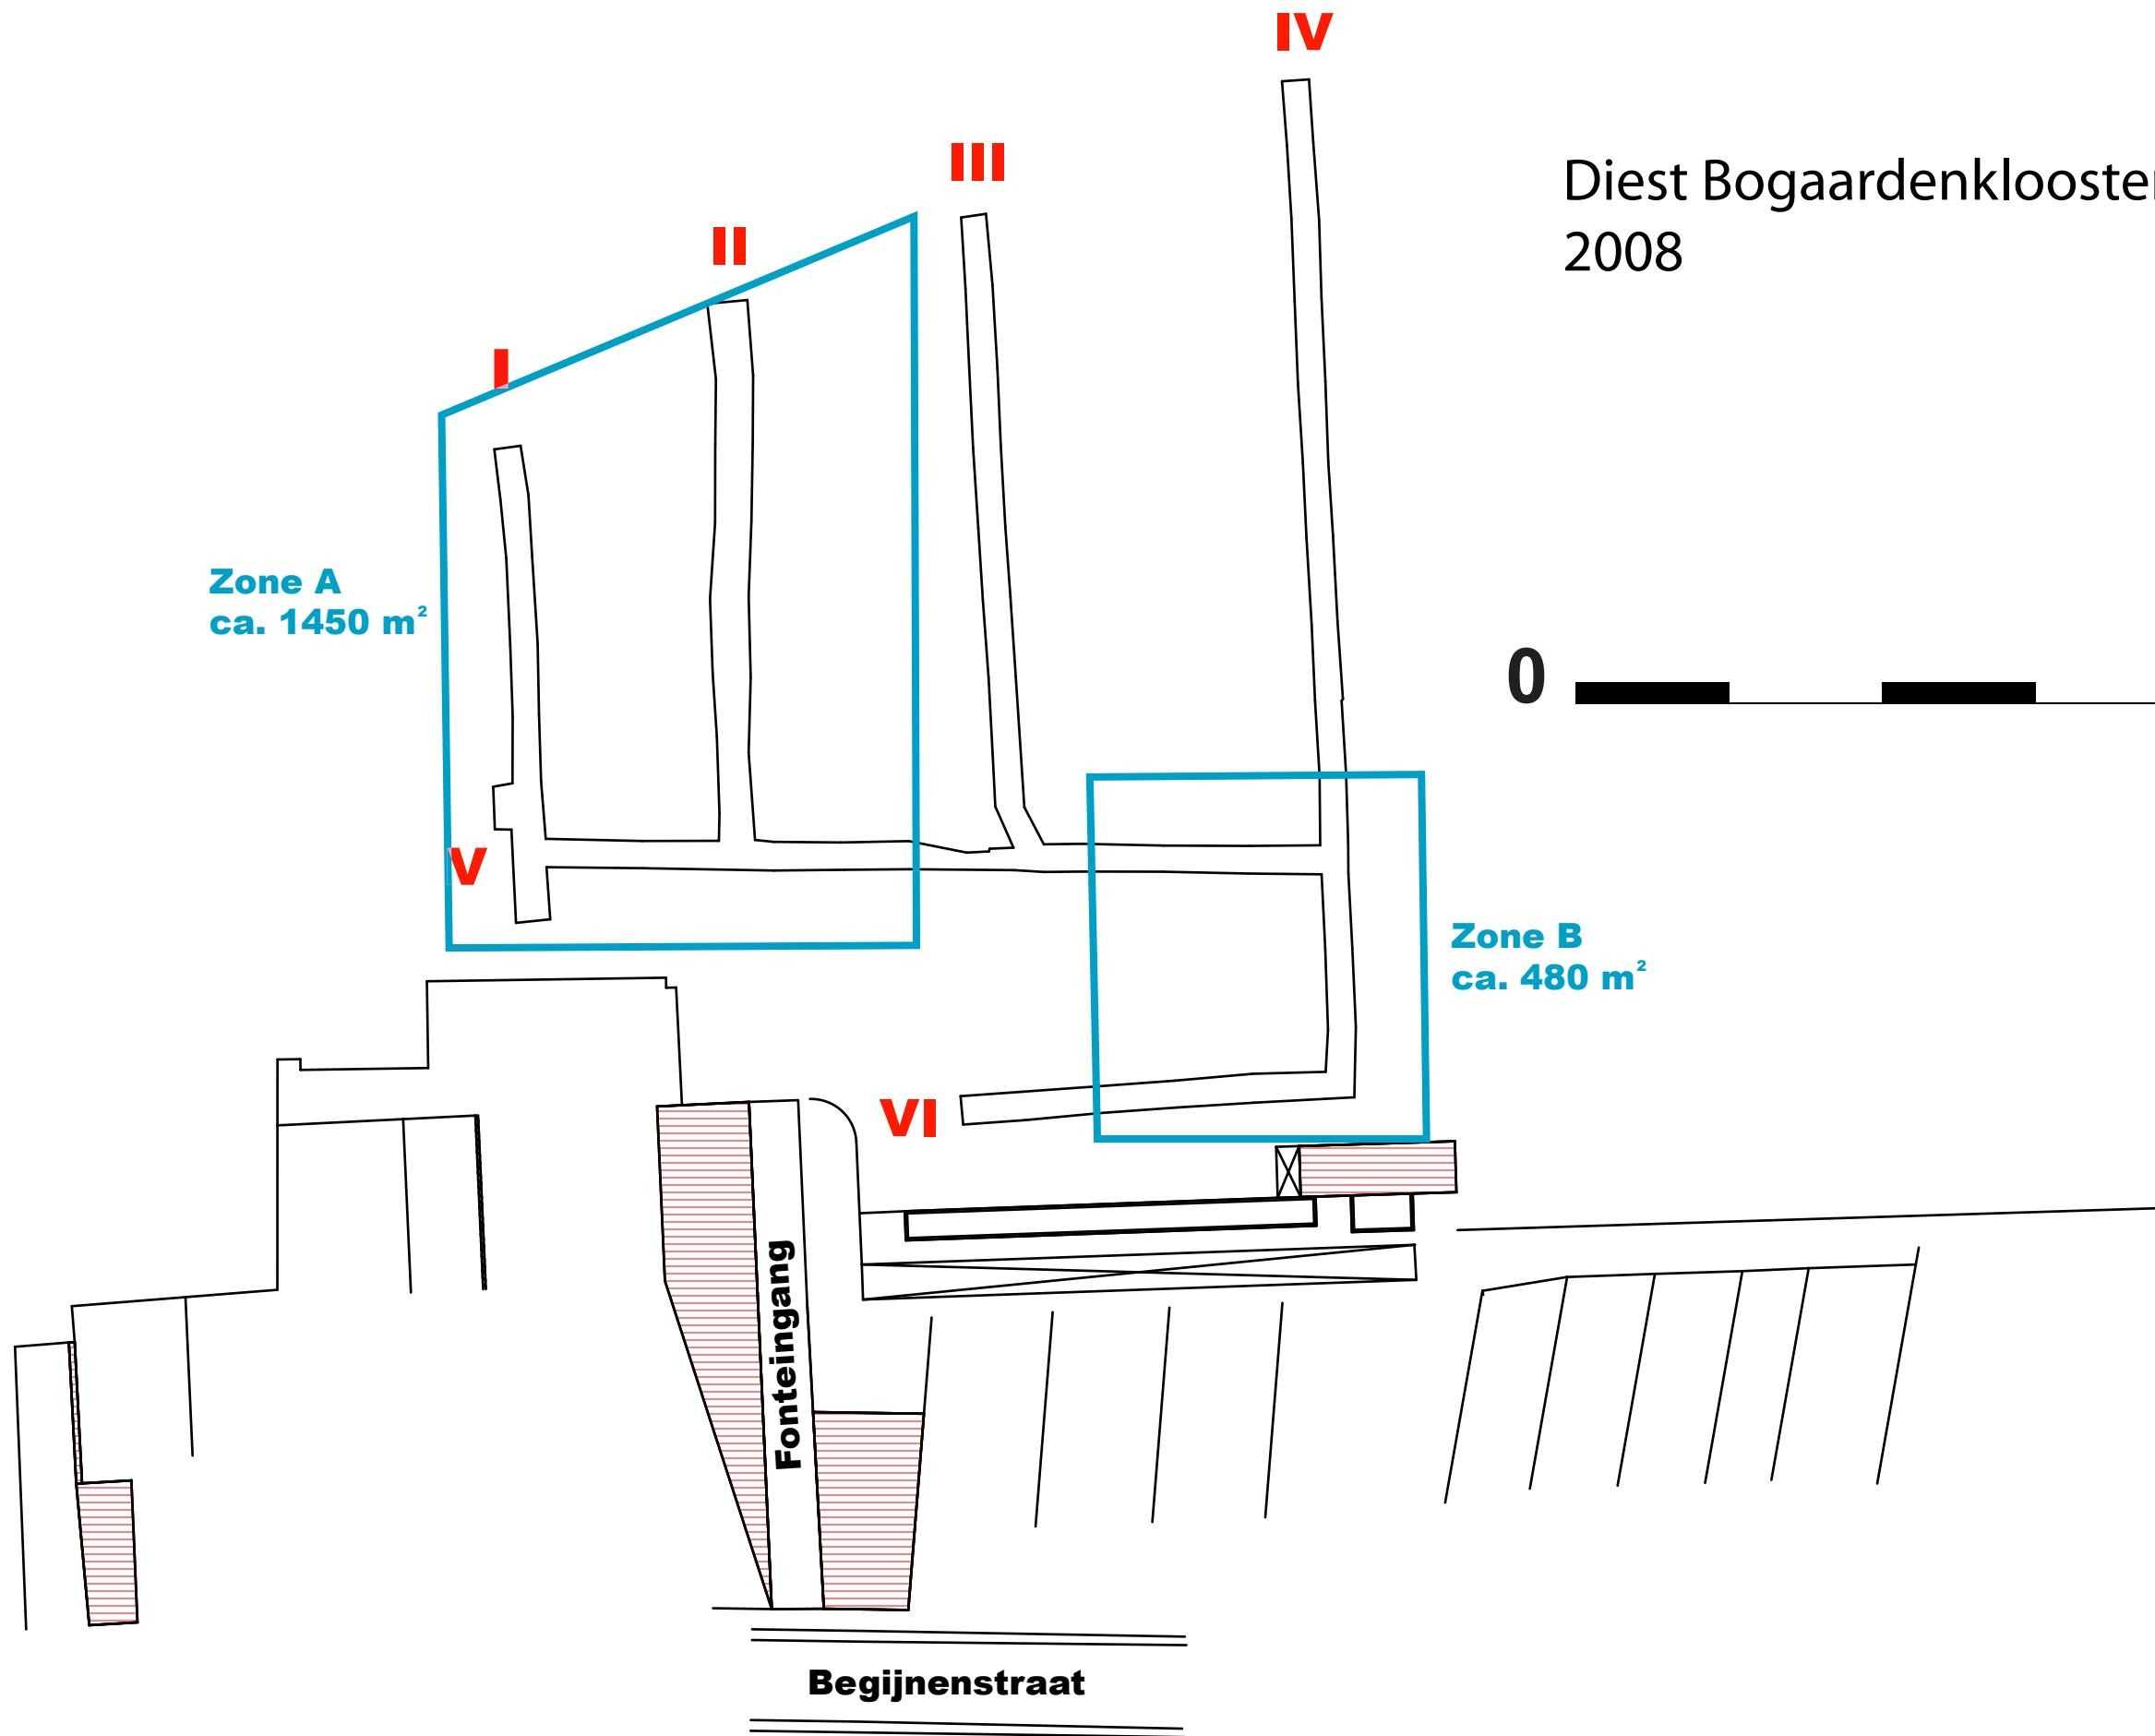 IV
III
II
I
Diest Bogaardenklooster
2008
Zone A
ca. 1450 m²
0
V
Zone B
ca. 480 m²
VI
Fonteingang
Begijnenstraat